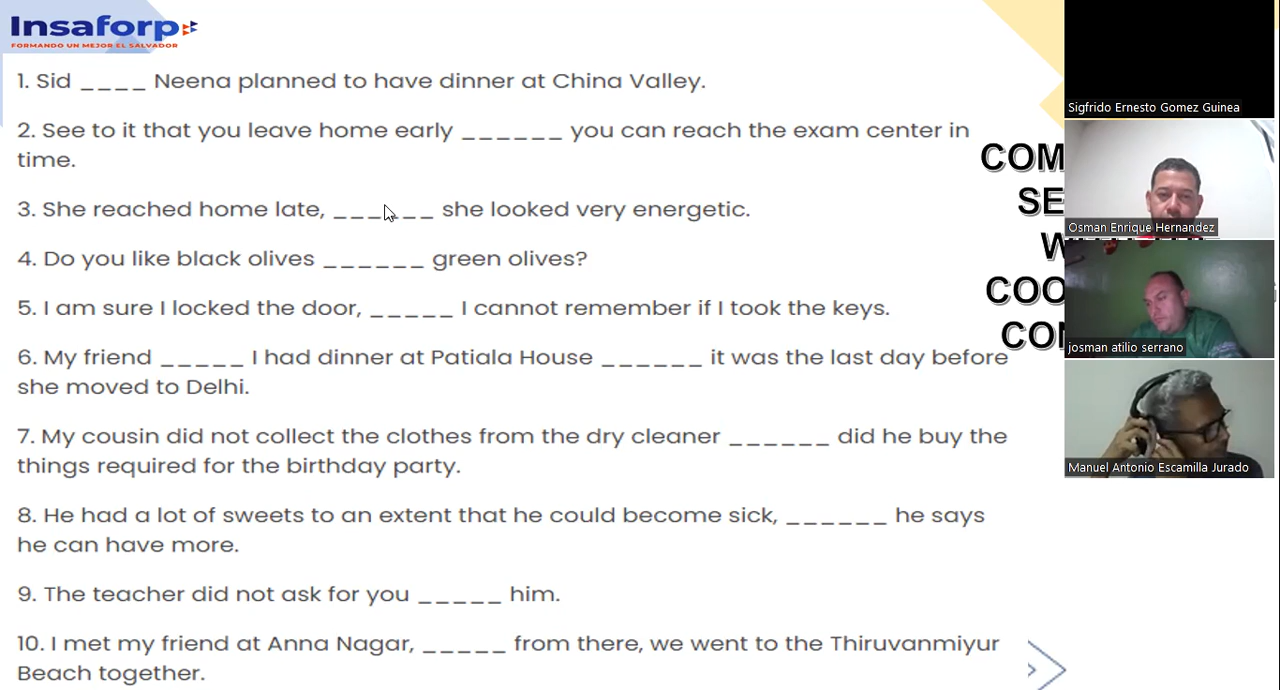 Insaforp
FORMANDO UN MEJOR EL SALVADOR
1. Sid ____ Neena planned to have dinner at China Valley.
2. See to it that you leave home early ______ you can reach the exam center in
time.
3. She reached home late, ______ she looked very energetic.
4. Do you like black olives ______ green olives?
5. I am sure I locked the door, _____ I cannot remember if I took the keys.
6. My friend _____ I had dinner at Patiala House ______ it was the last day before
she moved to Delhi.
7. My cousin did not collect the clothes from the dry cleaner ______ did he buy the
things required for the birthday party.
8. He had a lot of sweets to an extent that he could become sick, ______ he says
he can have more.
9. The teacher did not ask for you _____ him.
10. I met my friend at Anna Nagar, _____ from there, we went to the Thiruvanmiyur
Beach together.
COM
SE
W
COO
CON
Sigfrido Ernesto Gomez Guinea
Osman Enrique Hernandez
josman atilio serrano
Manuel Antonio Escamilla Jurado